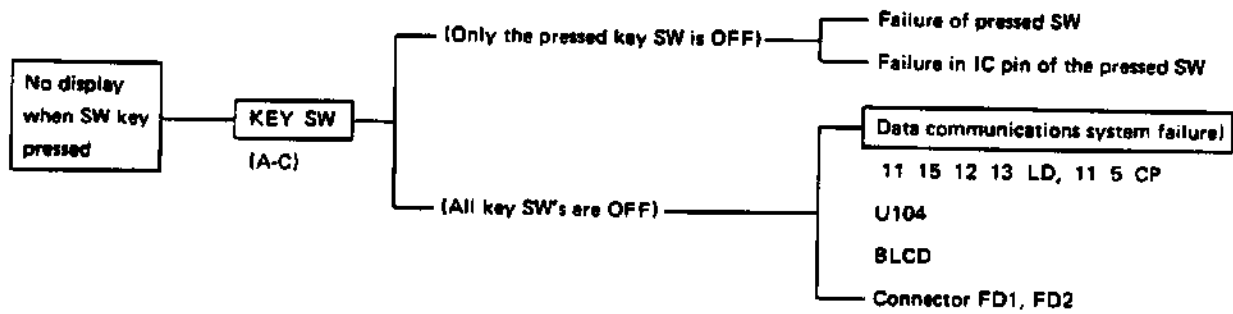 No display
when SW key
pressed
KEY SW
(A-C)
(Only the pressed key SW is OFF)
Failure of pressed SW
Failure in IC pin of the pressed SW
(All key SW's are OFF)
Data communications system failure)
11 15 12 13 LD, 11 5 CP
U104
BLCD
Connector FD1, FD2